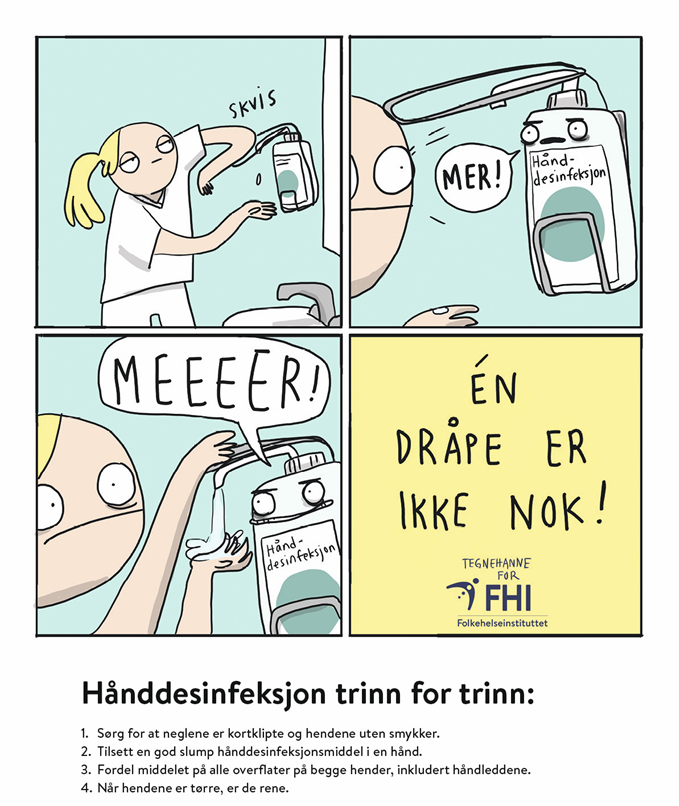 SKVIS
MER!
Hånd-
desinfeksjon
MEEEER!
Hånd-
desinfeksjon
ÉN
DRÅPE ER
IKKE NOK!
TEGNEHANNE
FOR
FHI
Folkehelseinstituttet
Hånddesinfeksjon trinn for trinn:
1. Sørg for at neglene er kortklipte og hendene uten smykker.
2. Tilsett en god slump hånddesinfeksjonsmiddel i en hånd.
3. Fordel middelet på alle overflater på begge hender, inkludert håndleddene.
4. Når hendene er tørre, er de rene.